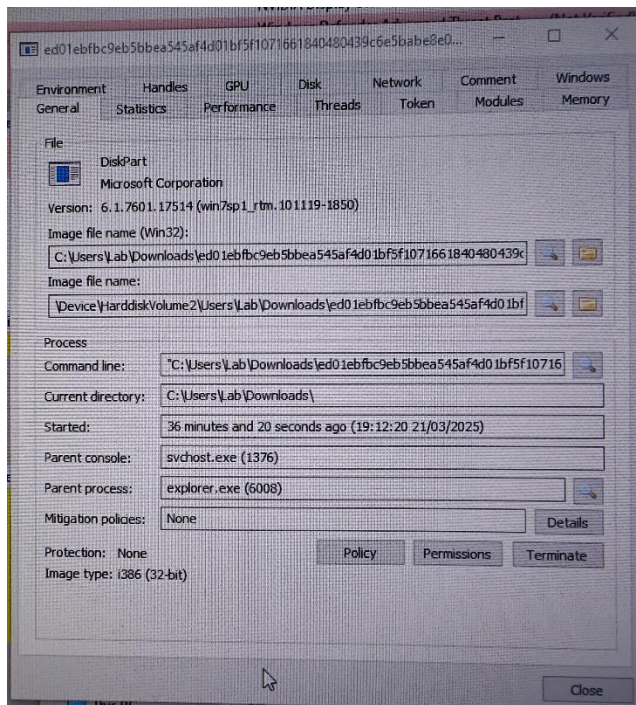 ed01ebfbc9eb5bbea545af4d01bf5f1071661840480439c6e5babe8e0...
Environment Handles GPU Disk Network Comment Windows
General Statistics Performance Threads Token Modules Memory
File
DiskPart
Microsoft Corporation
Version: 6.1.7601.17514 (win7sp1_rtm.101119-1850)
Image file name (Win32):
C:\Users\Lab\Downloads\ed01ebfbc9eb5bbea545af4d01bf5f1071661840480439c
Image file name:
\Device\HarddiskVolume2\Users\Lab\Downloads\ed01ebfbc9eb5bbea545af4d01bf
Process
Command line: "C:\Users\Lab\Downloads\ed01ebfbc9eb5bbea545af4d01bf5f10716
Current directory: C:\Users\Lab\Downloads\
Started: 36 minutes and 20 seconds ago (19:12:20 21/03/2025)
Parent console: svchost.exe (1376)
Parent process: explorer.exe (6008)
Mitigation policies: None Details
Protection: None Policy Permissions Terminate
Image type: i386 (32-bit)
Close